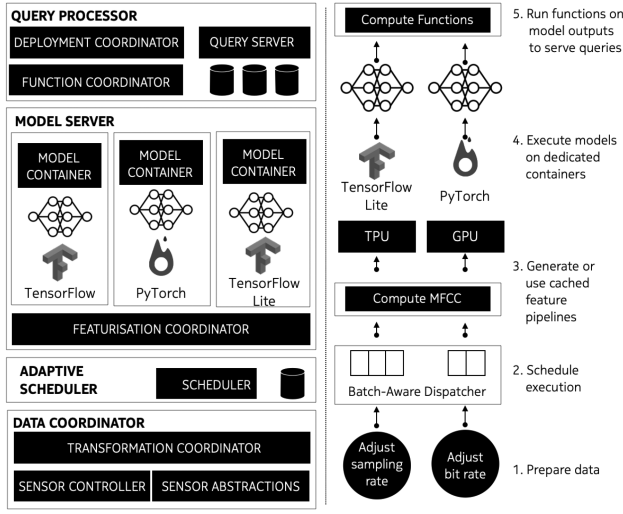 QUERY PROCESSOR
DEPLOYMENT COORDINATOR
QUERY SERVER
FUNCTION COORDINATOR
MODEL SERVER
MODEL
CONTAINER
TensorFlow
MODEL
CONTAINER
PyTorch
MODEL
CONTAINER
TensorFlow
Lite
FEATURISATION COORDINATOR
ADAPTIVE
SCHEDULER
SCHEDULER
DATA COORDINATOR
TRANSFORMATION COORDINATOR
SENSOR CONTROLLER
SENSOR ABSTRACTIONS
Compute Functions
5. Run functions on
model outputs
to serve queries
TensorFlow
Lite
PyTorch
4. Execute models
on dedicated
containers
TPU
GPU
Compute MFCC
3. Generate or
use cached
feature
pipelines
Batch-Aware Dispatcher
2. Schedule
execution
Adjust
sampling
rate
Adjust
bit rate
1. Prepare data